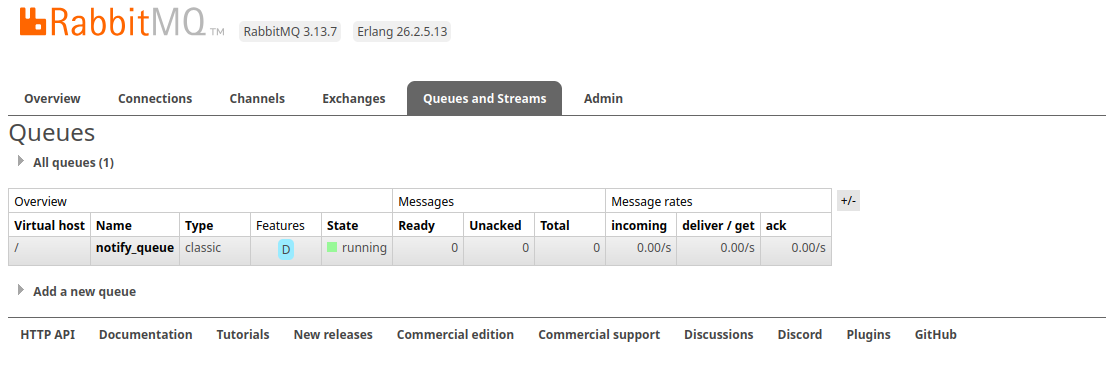 RabbitMQ TM RabbitMQ 3.13.7 Erlang 26.2.5.13
Overview Connections Channels Exchanges Queues and Streams Admin
Queues
All queues (1)
Overview Messages Message rates +/-
Virtual host Name Type Features State Ready Unacked Total incoming deliver / get ack
/ notify_queue classic D running 0 0 0 0.00/s 0.00/s 0.00/s
Add a new queue
HTTP API Documentation Tutorials New releases Commercial edition Commercial support Discussions Discord Plugins GitHub